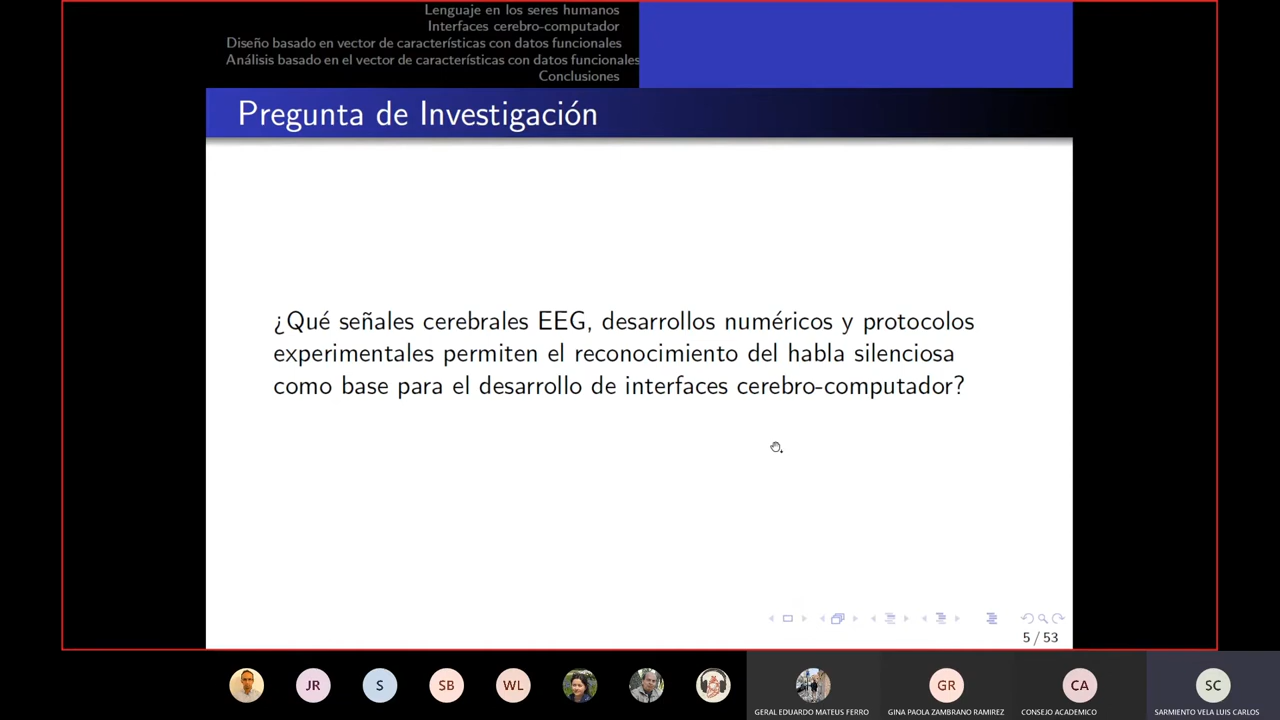 Lenguaje en los seres humanos
Interfaces cerebro-computador
Diseño basado en vector de características con datos funcionales
Análisis basado en el vector de características con datos funcionales
Conclusiones
Pregunta de Investigación
¿Qué señales cerebrales EEG, desarrollos numéricos y protocolos
experimentales permiten el reconocimiento del habla silenciosa
como base para el desarrollo de interfaces cerebro-computador?
5 / 53
JR
S
SB
WL
GR
CA
SC
GERAL EDUARDO MATEUS FERRO
GINA PAOLA ZAMBRANO RAMIREZ
CONSEJO ACADEMICO
SARMIENTO VELA LUIS CARLOS